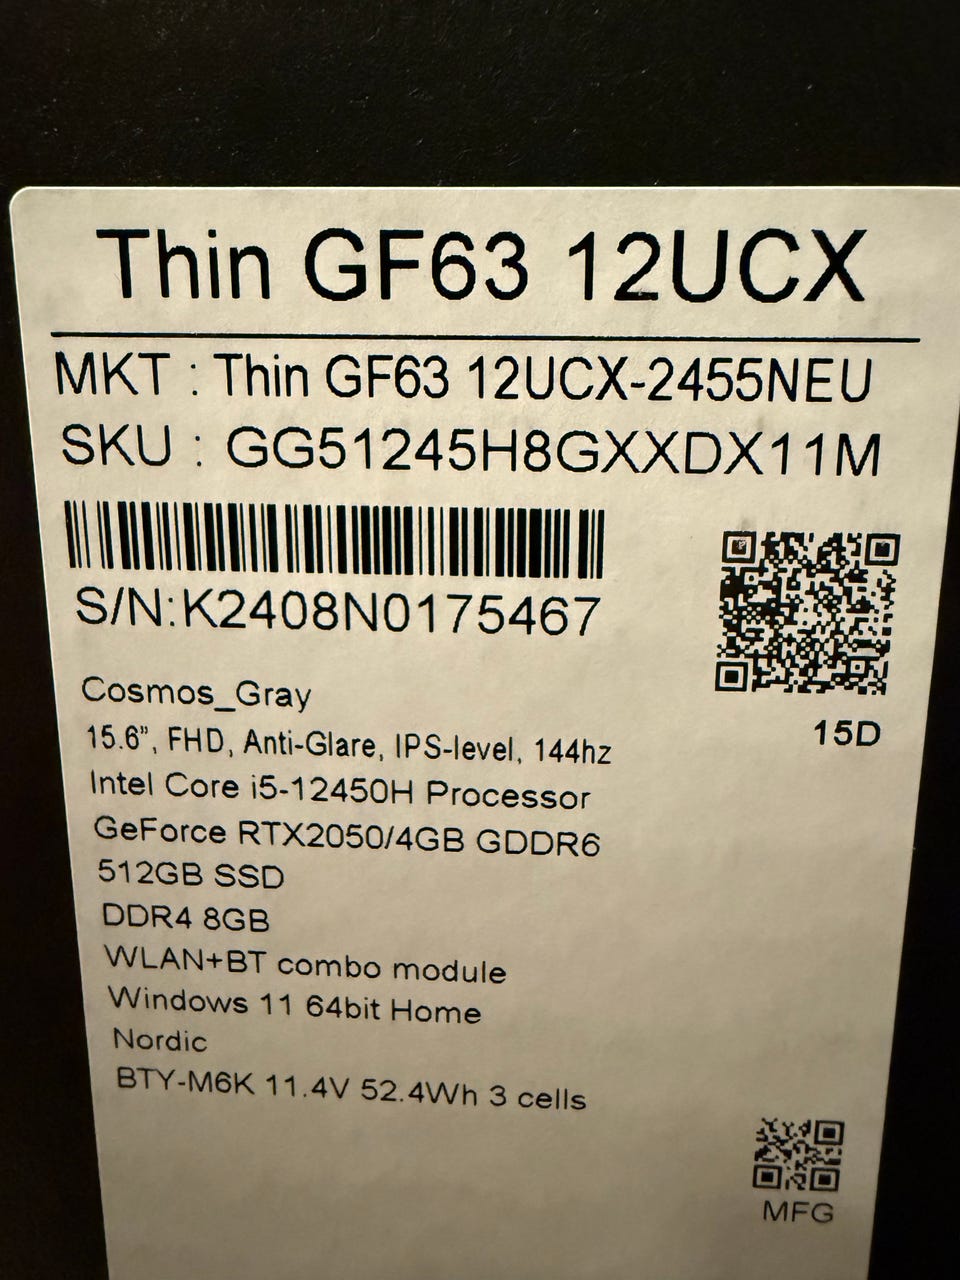 Thin GF63 12UCX
MKT : Thin GF63 12UCX-2455NEU
SKU : GG51245H8GXXDX11M
S/N:K2408N0175467
15D
Cosmos_Gray
15.6”, FHD, Anti-Glare, IPS-level, 144hz
Intel Core i5-12450H Processor
GeForce RTX2050/4GB GDDR6
512GB SSD
DDR4 8GB
WLAN+BT combo module
Windows 11 64bit Home
Nordic
BTY-M6K 11.4V 52.4Wh 3 cells
MFG